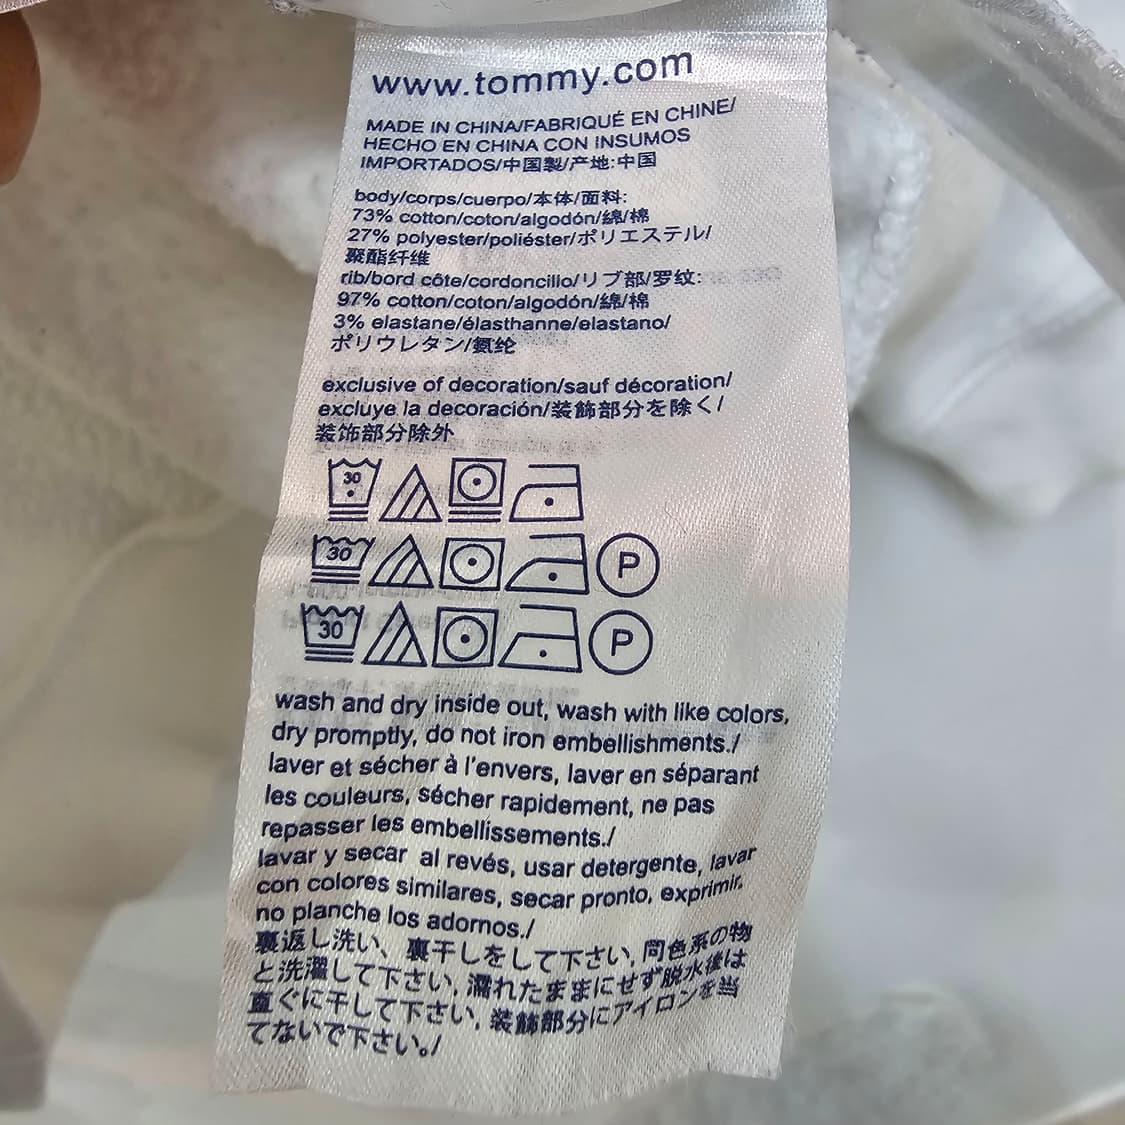 www.tommy.com
MADE IN CHINA/FABRIQUÉ EN CHINE/
HECHO EN CHINA CON INSUMOS
IMPORTADOS/中国製/产地:中国
body/corps/cuerpo/本体/面料:
73% cotton/coton/algodón/綿/棉
27% polyester/poliéster/ポリエステル/
聚酯纤维
rib/bord côte/cordoncillo/リブ部/罗纹:
97% cotton/coton/algodón/綿/棉
3% elastane/élasthanne/elastano/
ポリウレタン/氨纶
exclusive of decoration/sauf décoration/
excluye la decoración/装飾部分を除く/
装饰部分除外
30
30 P
30 P
wash and dry inside out, wash with like colors,
dry promptly, do not iron embellishments./
laver et sécher à l'envers, laver en séparant
les couleurs, sécher rapidement, ne pas
repasser les embellissements./
lavar y secar al revés, usar detergente, lavar
con colores similares, secar pronto, exprimir,
no planche los adornos./
裏返し洗い、裏干しをして下さい, 同色系の物
と洗濯して下さい, 濡れたままにせず脱水後は
直ぐに干して下さい, 装飾部分にアイロンを当
てないで下さい。/